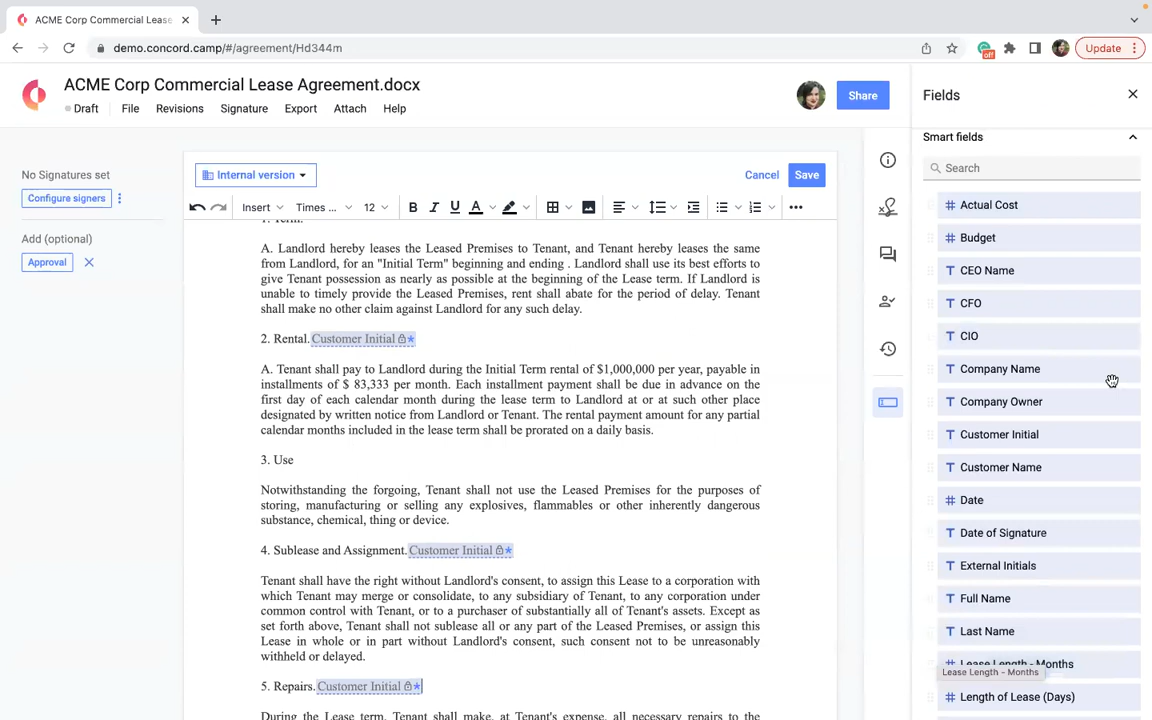 ACME Corp Commercial Leas
demo.concord.camp/#/agreement/Hd344m
off
Update
ACME Corp Commercial Lease Agreement.docx
Draft File Revisions Signature Export Attach Help
Share
Fields
Smart fields
Search
No Signatures set
Configure signers
Add (optional)
Approval
Internal version
Cancel Save
Insert Times ... 12 B I U A
A. Landlord hereby leases the Leased Premises to Tenant, and Tenant hereby leases the same
from Landlord, for an "Initial Term" beginning and ending . Landlord shall use its best efforts to
give Tenant possession as nearly as possible at the beginning of the Lease term. If Landlord is
unable to timely provide the Leased Premises, rent shall abate for the period of delay. Tenant
shall make no other claim against Landlord for any such delay.
2. Rental. Customer Initial *
A. Tenant shall pay to Landlord during the Initial Term rental of $1,000,000 per year, payable in
installments of $ 83,333 per month. Each installment payment shall be due in advance on the
first day of each calendar month during the lease term to Landlord at or at such other place
designated by written notice from Landlord or Tenant. The rental payment amount for any partial
calendar months included in the lease term shall be prorated on a daily basis.
3. Use
Notwithstanding the forgoing, Tenant shall not use the Leased Premises for the purposes of
storing, manufacturing or selling any explosives, flammables or other inherently dangerous
substance, chemical, thing or device.
4. Sublease and Assignment. Customer Initial *
Tenant shall have the right without Landlord's consent, to assign this Lease to a corporation with
which Tenant may merge or consolidate, to any subsidiary of Tenant, to any corporation under
common control with Tenant, or to a purchaser of substantially all of Tenant's assets. Except as
set forth above, Tenant shall not sublease all or any part of the Leased Premises, or assign this
Lease in whole or in part without Landlord's consent, such consent not to be unreasonably
withheld or delayed.
5. Repairs. Customer Initial *
During the Lease term, Tenant shall make, at Tenant's expense, all necessary repairs to the
# Actual Cost
# Budget
T CEO Name
T CFO
T CIO
T Company Name
T Company Owner
T Customer Initial
T Customer Name
# Date
T Date of Signature
T External Initials
T Full Name
T Last Name
# Lease Length - Months
Lease Length - Months
# Length of Lease (Days)